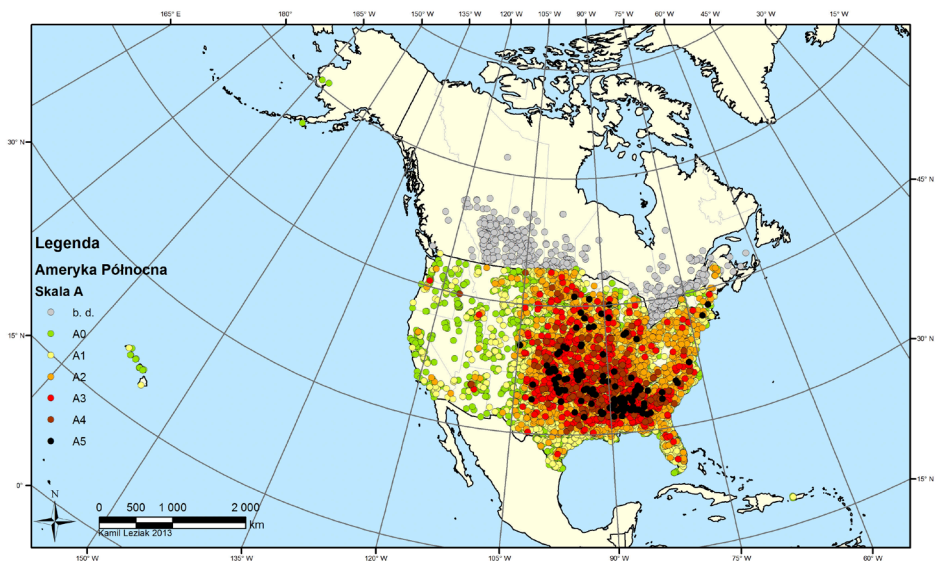 165° E 180° 165° W 150° W 135° W 120° W 105° W 90° W 75° W 60° W 45° W 30° W 15° W
30° N
45° N
Legenda
Ameryka Północna
Skala A
b. d.
A0
A1
15° N
30° N
A2
A3
A4
A5
0°
15° N
N
0 500 1 000 2 000
km
Kamil Leziak 2013
150° W 135° W 120° W 105° W 90° W 75° W 60° W